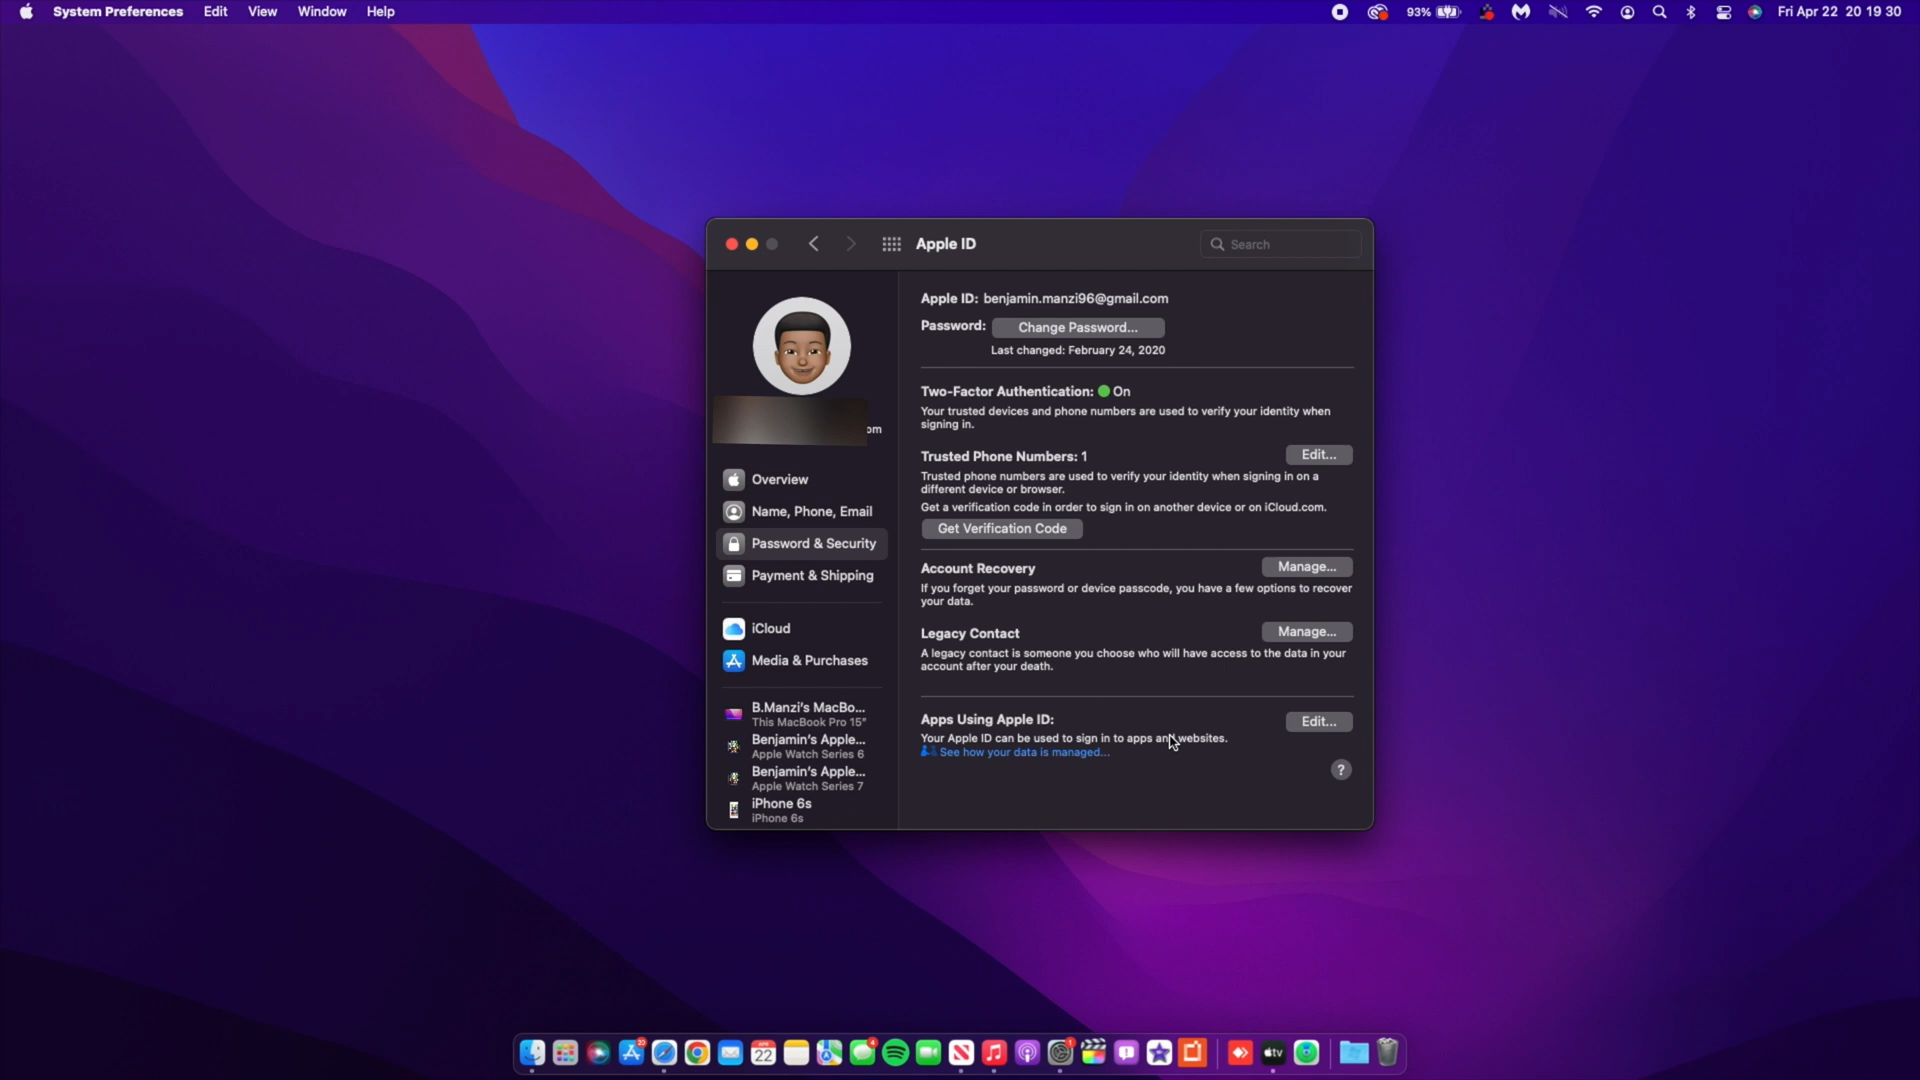 System Preferences Edit View Window Help
93%
Fri Apr 22 20 19 30
Apple ID
Search
om
Overview
Name, Phone, Email
Password & Security
Payment & Shipping
iCloud
Media & Purchases
B.Manzi's MacBo...
This MacBook Pro 15"
Benjamin's Apple...
Apple Watch Series 6
Benjamin's Apple...
Apple Watch Series 7
iPhone 6s
iPhone 6s
Apple ID: benjamin.manzi96@gmail.com
Password: Change Password...
Last changed: February 24, 2020
Two-Factor Authentication: On
Your trusted devices and phone numbers are used to verify your identity when
signing in.
Trusted Phone Numbers: 1 Edit...
Trusted phone numbers are used to verify your identity when signing in on a
different device or browser.
Get a verification code in order to sign in on another device or on iCloud.com.
Get Verification Code
Account Recovery Manage...
If you forget your password or device passcode, you have a few options to recover
your data.
Legacy Contact Manage...
A legacy contact is someone you choose who will have access to the data in your
account after your death.
Apps Using Apple ID: Edit...
Your Apple ID can be used to sign in to apps and websites.
See how your data is managed...
?
20
APR
22
4
1
tv